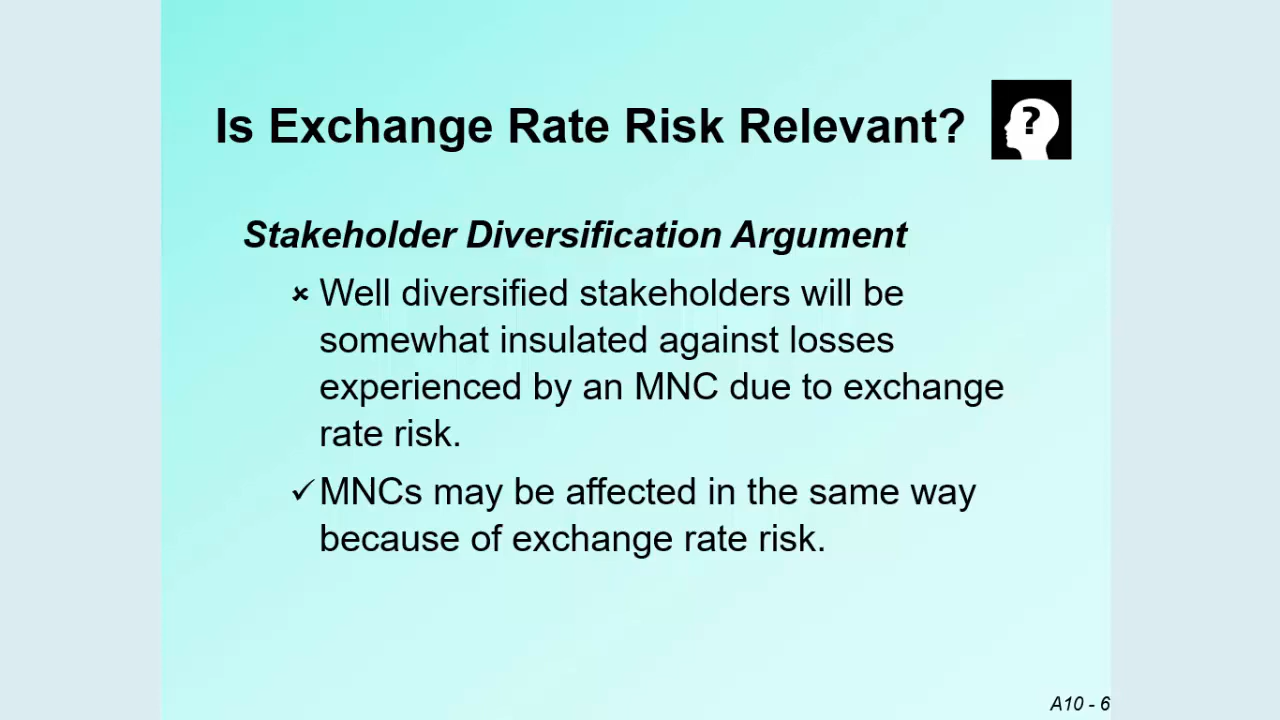 Is Exchange Rate Risk Relevant?
?
Stakeholder Diversification Argument
× Well diversified stakeholders will be
somewhat insulated against losses
experienced by an MNC due to exchange
rate risk.
✓ MNCs may be affected in the same way
because of exchange rate risk.
A10 - 6